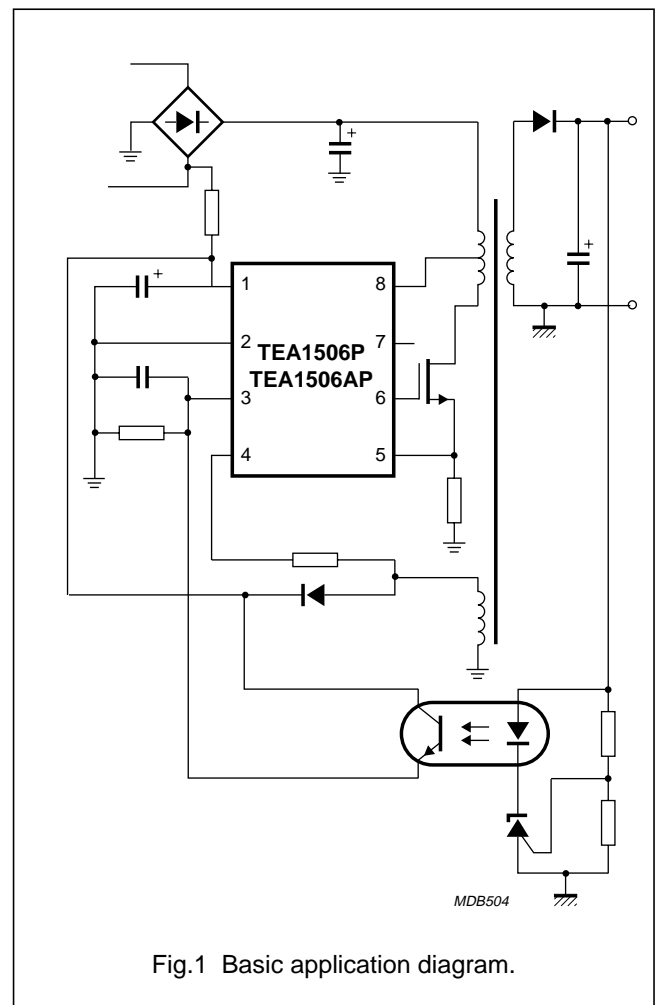 +
+
+
1
8
2
TEA1506P
7
TEA1506AP
3
6
4
5
MDB504
Fig.1 Basic application diagram.